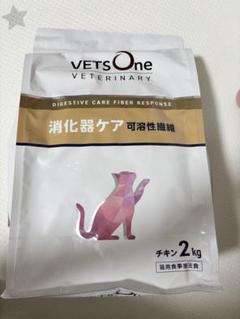 VETSOne
VETERINARY
DIGESTIVE CARE FIBER RESPONSE
消化器ケア 可溶性繊維
チキン 2kg
猫用食事療法食